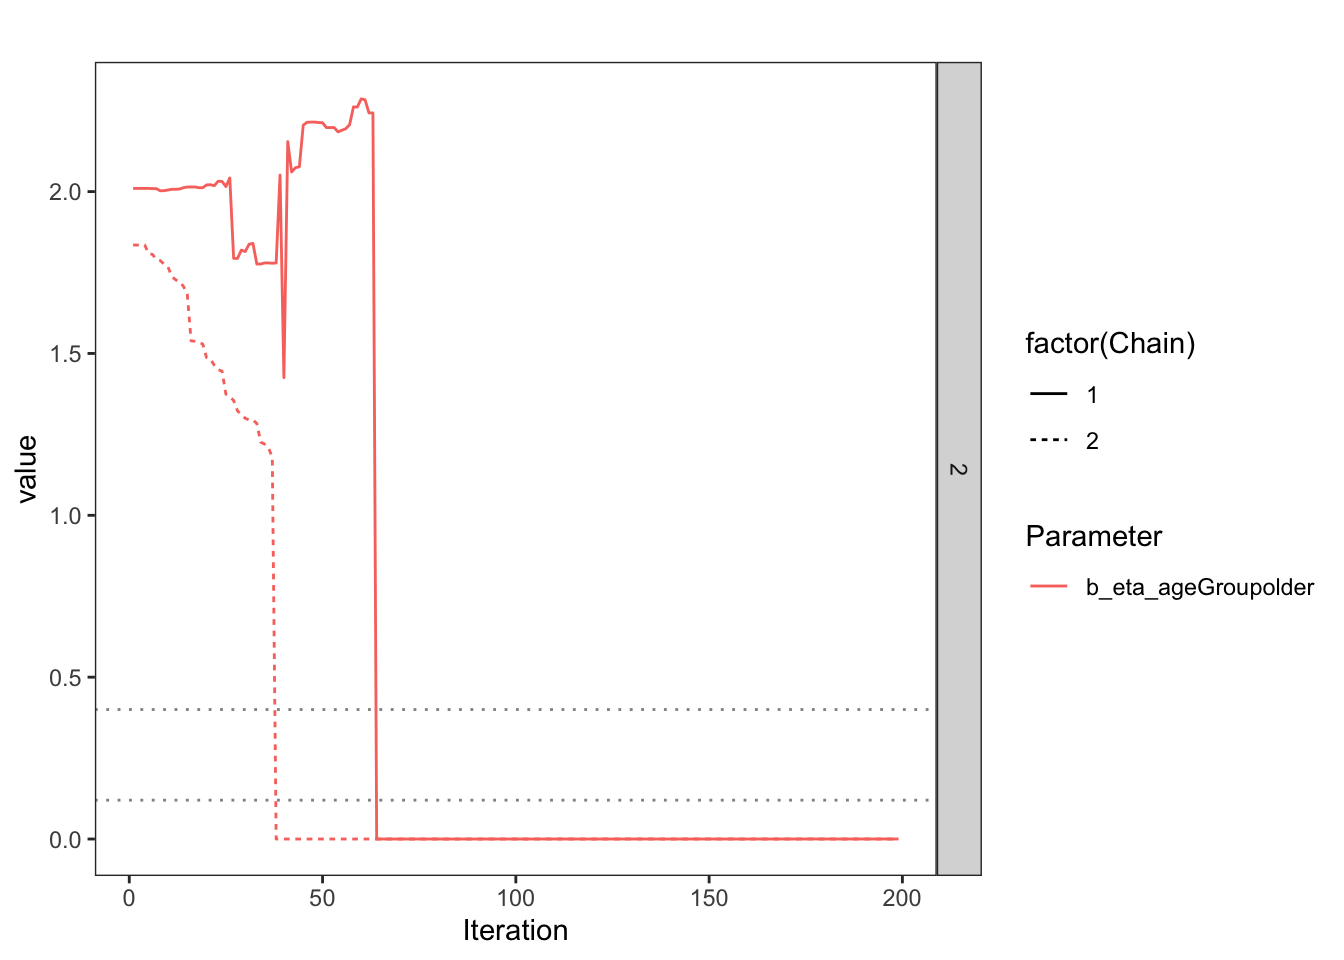 2.0
1.5
1.0
0.5
0.0
value
0 50 100 150 200
Iteration
2
factor(Chain)
1
2
Parameter
b_eta_ageGroupolder